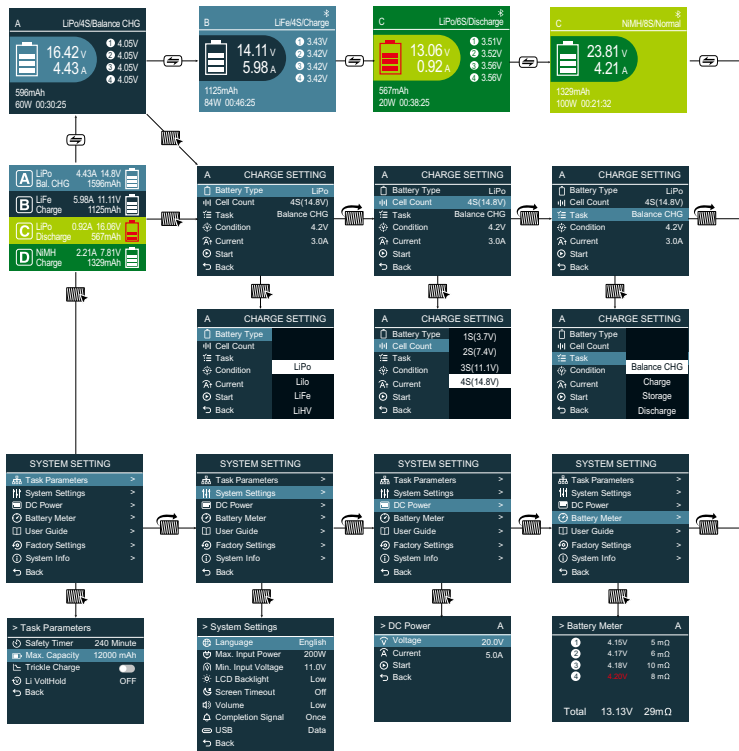 A LiPo/4S/Balance CHG
16.42 V
4.43 A
1 4.05V
2 4.05V
3 4.05V
4 4.05V
596mAh
60W 00:30:25
B LiFe/4S/Charge
14.11 V
5.98 A
1 3.43V
2 3.42V
3 3.42V
4 3.42V
1125mAh
84W 00:46:25
C LiPo/6S/Discharge
13.06 V
0.92 A
1 3.51V
2 3.52V
3 3.56V
4 3.56V
567mAh
20W 00:38:25
C NiMH/8S/Normal
23.81 V
4.21 A
1329mAh
100W 00:21:32
A LiPo 4.43A 14.8V
Bal. CHG 1596mAh
B LiFe 5.98A 11.11V
Charge 1125mAh
C LiPo 0.92A 16.06V
Discharge 567mAh
D NiMH 2.21A 7.81V
Charge 1329mAh
A CHARGE SETTING
Battery Type LiPo
Cell Count 4S(14.8V)
Task Balance CHG
Condition 4.2V
Current 3.0A
Start
Back
A CHARGE SETTING
Battery Type LiPo
Cell Count 4S(14.8V)
Task Balance CHG
Condition 4.2V
Current 3.0A
Start
Back
A CHARGE SETTING
Battery Type LiPo
Cell Count 4S(14.8V)
Task Balance CHG
Condition 4.2V
Current 3.0A
Start
Back
A CHARGE SETTING
Battery Type
Cell Count
Task
Condition
Current
Start
Back
LiPo
LiIo
LiFe
LiHV
A CHARGE SETTING
Battery Type
Cell Count
Task
Condition
Current
Start
Back
1S(3.7V)
2S(7.4V)
3S(11.1V)
4S(14.8V)
A CHARGE SETTING
Battery Type
Cell Count
Task
Condition
Current
Start
Back
Balance CHG
Charge
Storage
Discharge
SYSTEM SETTING
Task Parameters >
System Settings >
DC Power >
Battery Meter >
User Guide >
Factory Settings >
System Info >
Back
SYSTEM SETTING
Task Parameters >
System Settings >
DC Power >
Battery Meter >
User Guide >
Factory Settings >
System Info >
Back
SYSTEM SETTING
Task Parameters >
System Settings >
DC Power >
Battery Meter >
User Guide >
Factory Settings >
System Info >
Back
SYSTEM SETTING
Task Parameters >
System Settings >
DC Power >
Battery Meter >
User Guide >
Factory Settings >
System Info >
Back
> Task Parameters
Safety Timer 240 Minute
Max. Capacity 12000 mAh
Trickle Charge
Li VoltHold OFF
Back
> System Settings
Language English
Max. Input Power 200W
Min. Input Voltage 11.0V
LCD Backlight Low
Screen Timeout Off
Volume Low
Completion Signal Once
USB Data
Back
> DC Power A
Voltage 20.0V
Current 5.0A
Start
Back
> Battery Meter A
1 4.15V 5 mΩ
2 4.17V 6 mΩ
3 4.18V 10 mΩ
4 4.20V 8 mΩ
Total 13.13V 29mΩ